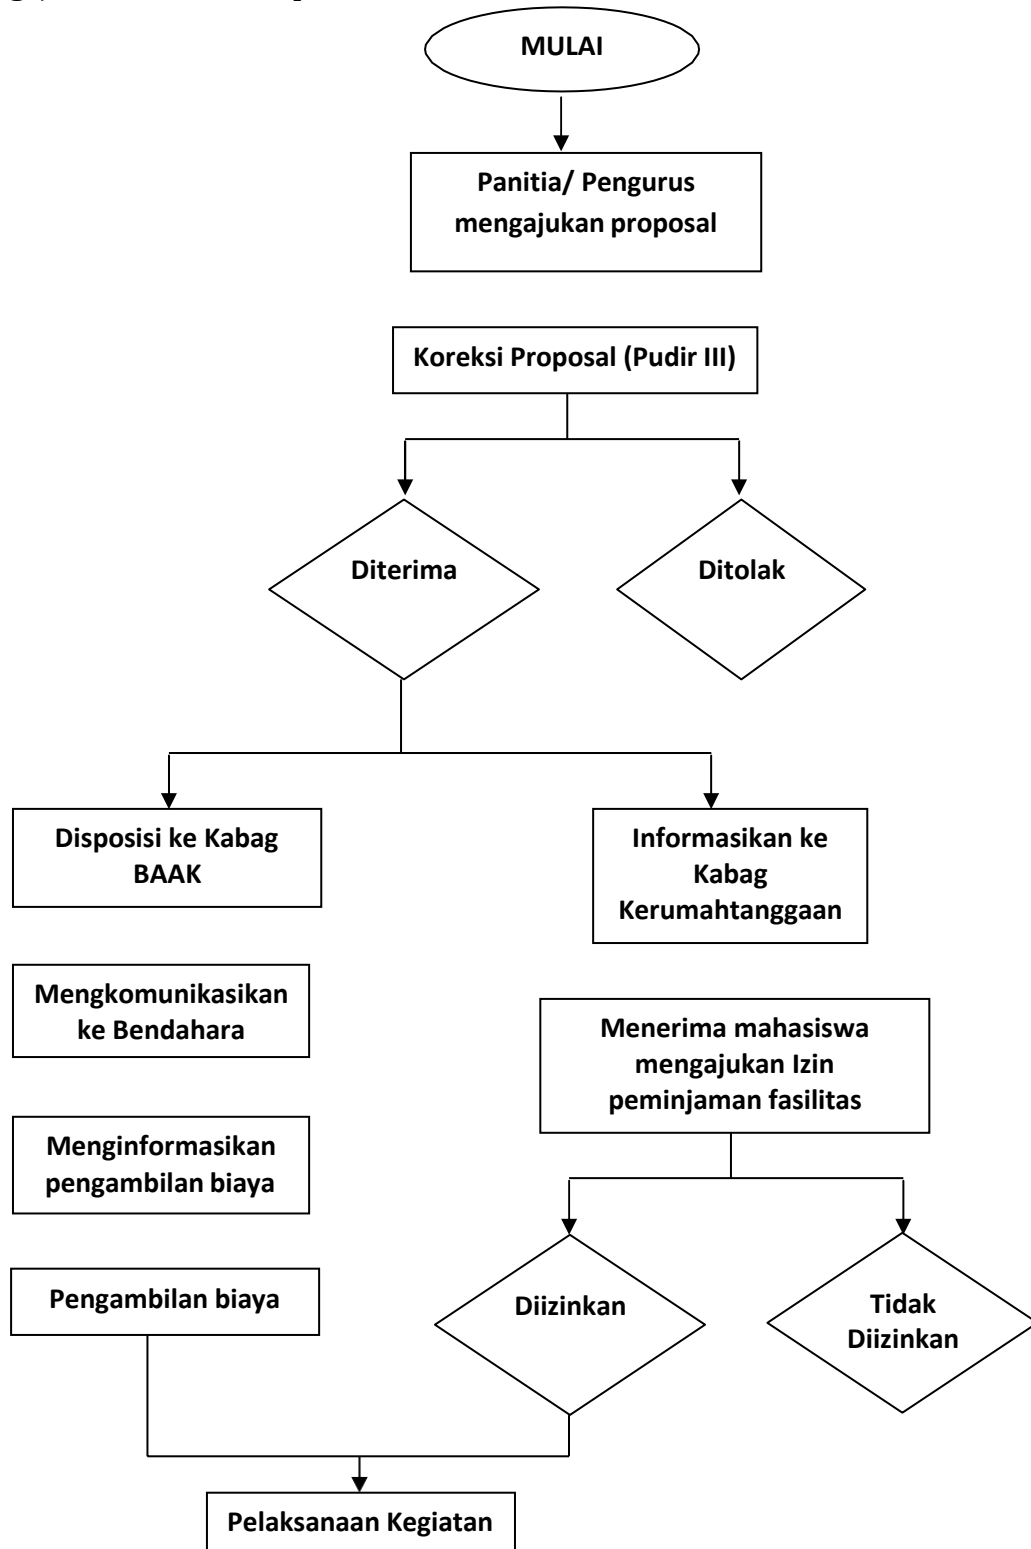 MULAI
Panitia/ Pengurus
mengajukan proposal
Koreksi Proposal (Pudir III)
Diterima
Ditolak
Disposisi ke Kabag
BAAK
Informasikan ke
Kabag
Kerumahtanggaan
Mengkomunikasikan
ke Bendahara
Menerima mahasiswa
mengajukan Izin
peminjaman fasilitas
Menginformasikan
pengambilan biaya
Pengambilan biaya
Diizinkan
Tidak
Diizinkan
Pelaksanaan Kegiatan